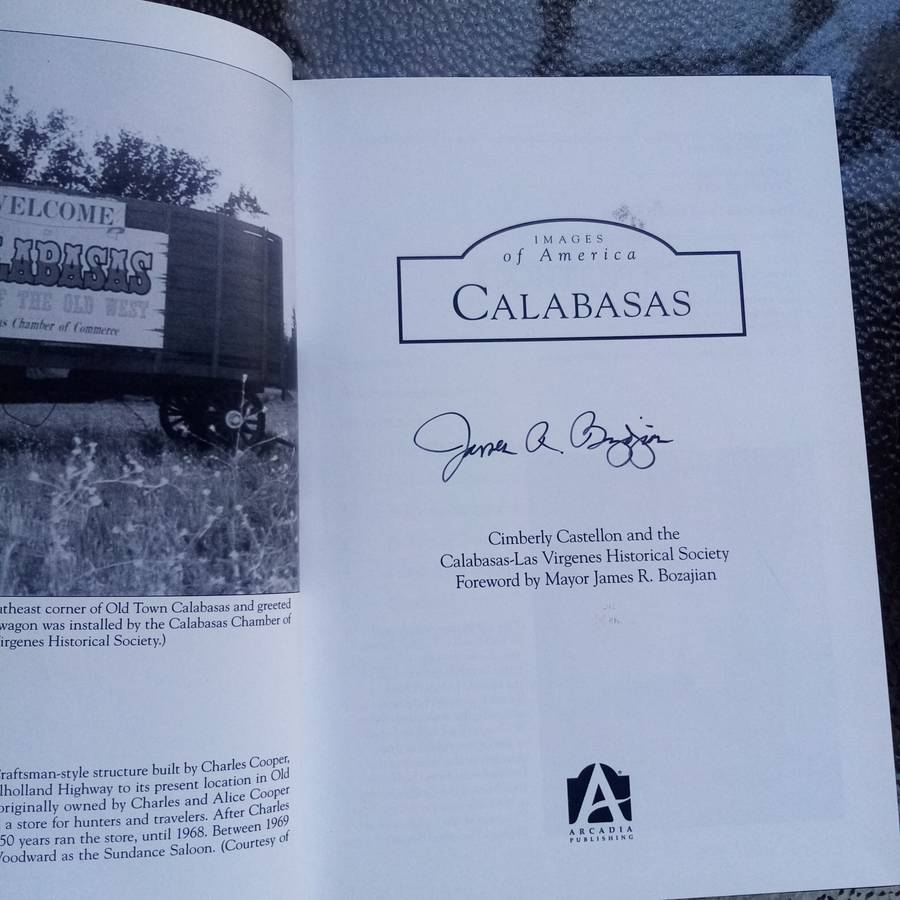 WELCOME
LABASAS
F THE OLD WEST
as Chamber of Commerce
utheast corner of Old Town Calabasas and greeted
wagon was installed by the Calabasas Chamber of
irgenes Historical Society.)
raftsman-style structure built by Charles Cooper,
lholland Highway to its present location in Old
originally owned by Charles and Alice Cooper
a store for hunters and travelers. After Charles
50 years ran the store, until 1968. Between 1969
Woodward as the Sundance Saloon. (Courtesy of
IMAGES
of America
CALABASAS
James R. Bozajian
Cimberly Castellon and the
Calabasas-Las Virgenes Historical Society
Foreword by Mayor James R. Bozajian
ARCADIA
PUBLISHING